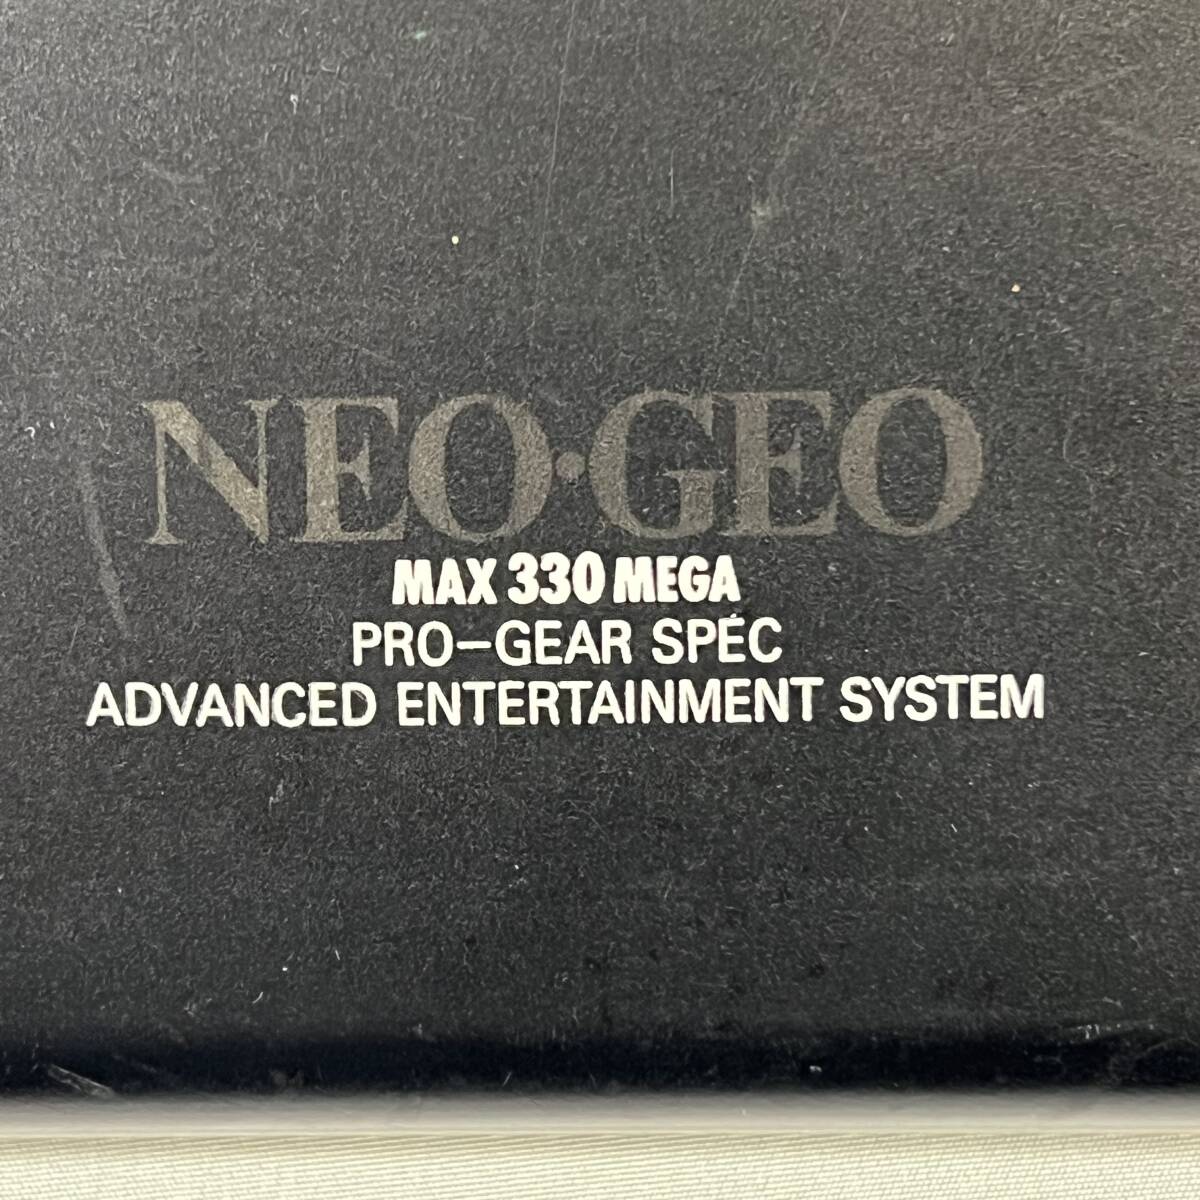 NEO·GEO
MAX 330 MEGA
PRO-GEAR SPEC
ADVANCED ENTERTAINMENT SYSTEM